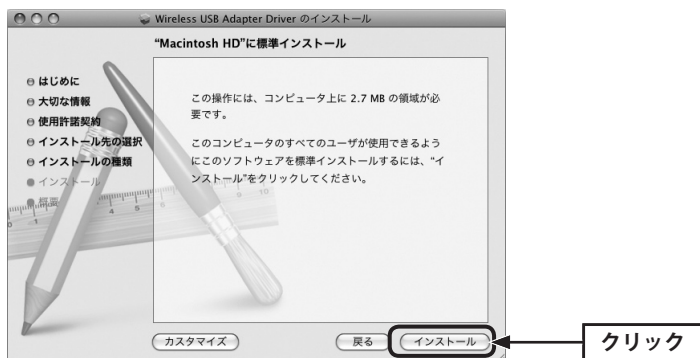 Wireless USB Adapter Driver のインストール
"Macintosh HD"に標準インストール
はじめに
大切な情報
使用許諾契約
インストール先の選択
インストールの種類
インストール
概要
この操作には、コンピュータ上に 2.7 MB の領域が必
要です。
このコンピュータのすべてのユーザが使用できるよう
にこのソフトウェアを標準インストールするには、"イ
ンストール"をクリックしてください。
カスタマイズ
戻る
インストール
クリック